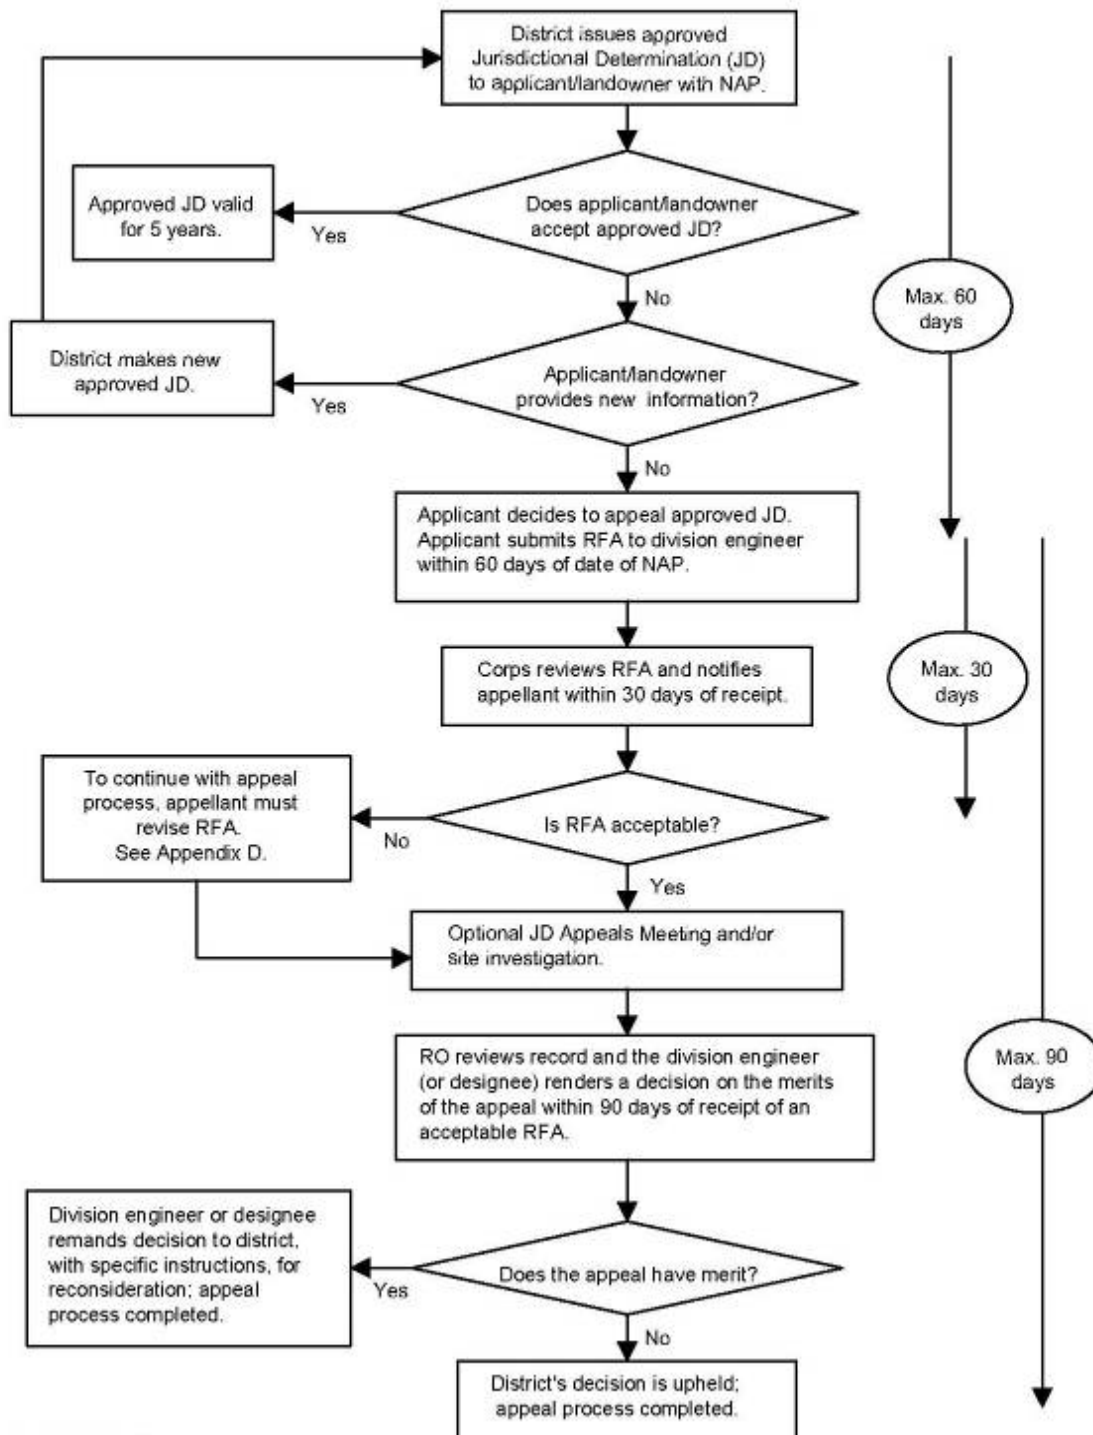 District issues approved
Jurisdictional Determination (JD)
to applicant/landowner with NAP.
Does applicant/landowner
accept approved JD?
Yes
Approved JD valid
for 5 years.
No
Max. 60
days
Applicant/landowner
provides new information?
Yes
District makes new
approved JD.
No
Applicant decides to appeal approved JD.
Applicant submits RFA to division engineer
within 60 days of date of NAP.
Corps reviews RFA and notifies
appellant within 30 days of receipt.
Max. 30
days
Is RFA acceptable?
No
To continue with appeal
process, appellant must
revise RFA.
See Appendix D.
Yes
Optional JD Appeals Meeting and/or
site investigation.
RO reviews record and the division engineer
(or designee) renders a decision on the merits
of the appeal within 90 days of receipt of an
acceptable RFA.
Max. 90
days
Does the appeal have merit?
Yes
Division engineer or designee
remands decision to district,
with specific instructions, for
reconsideration; appeal
process completed.
No
District's decision is upheld;
appeal process completed.